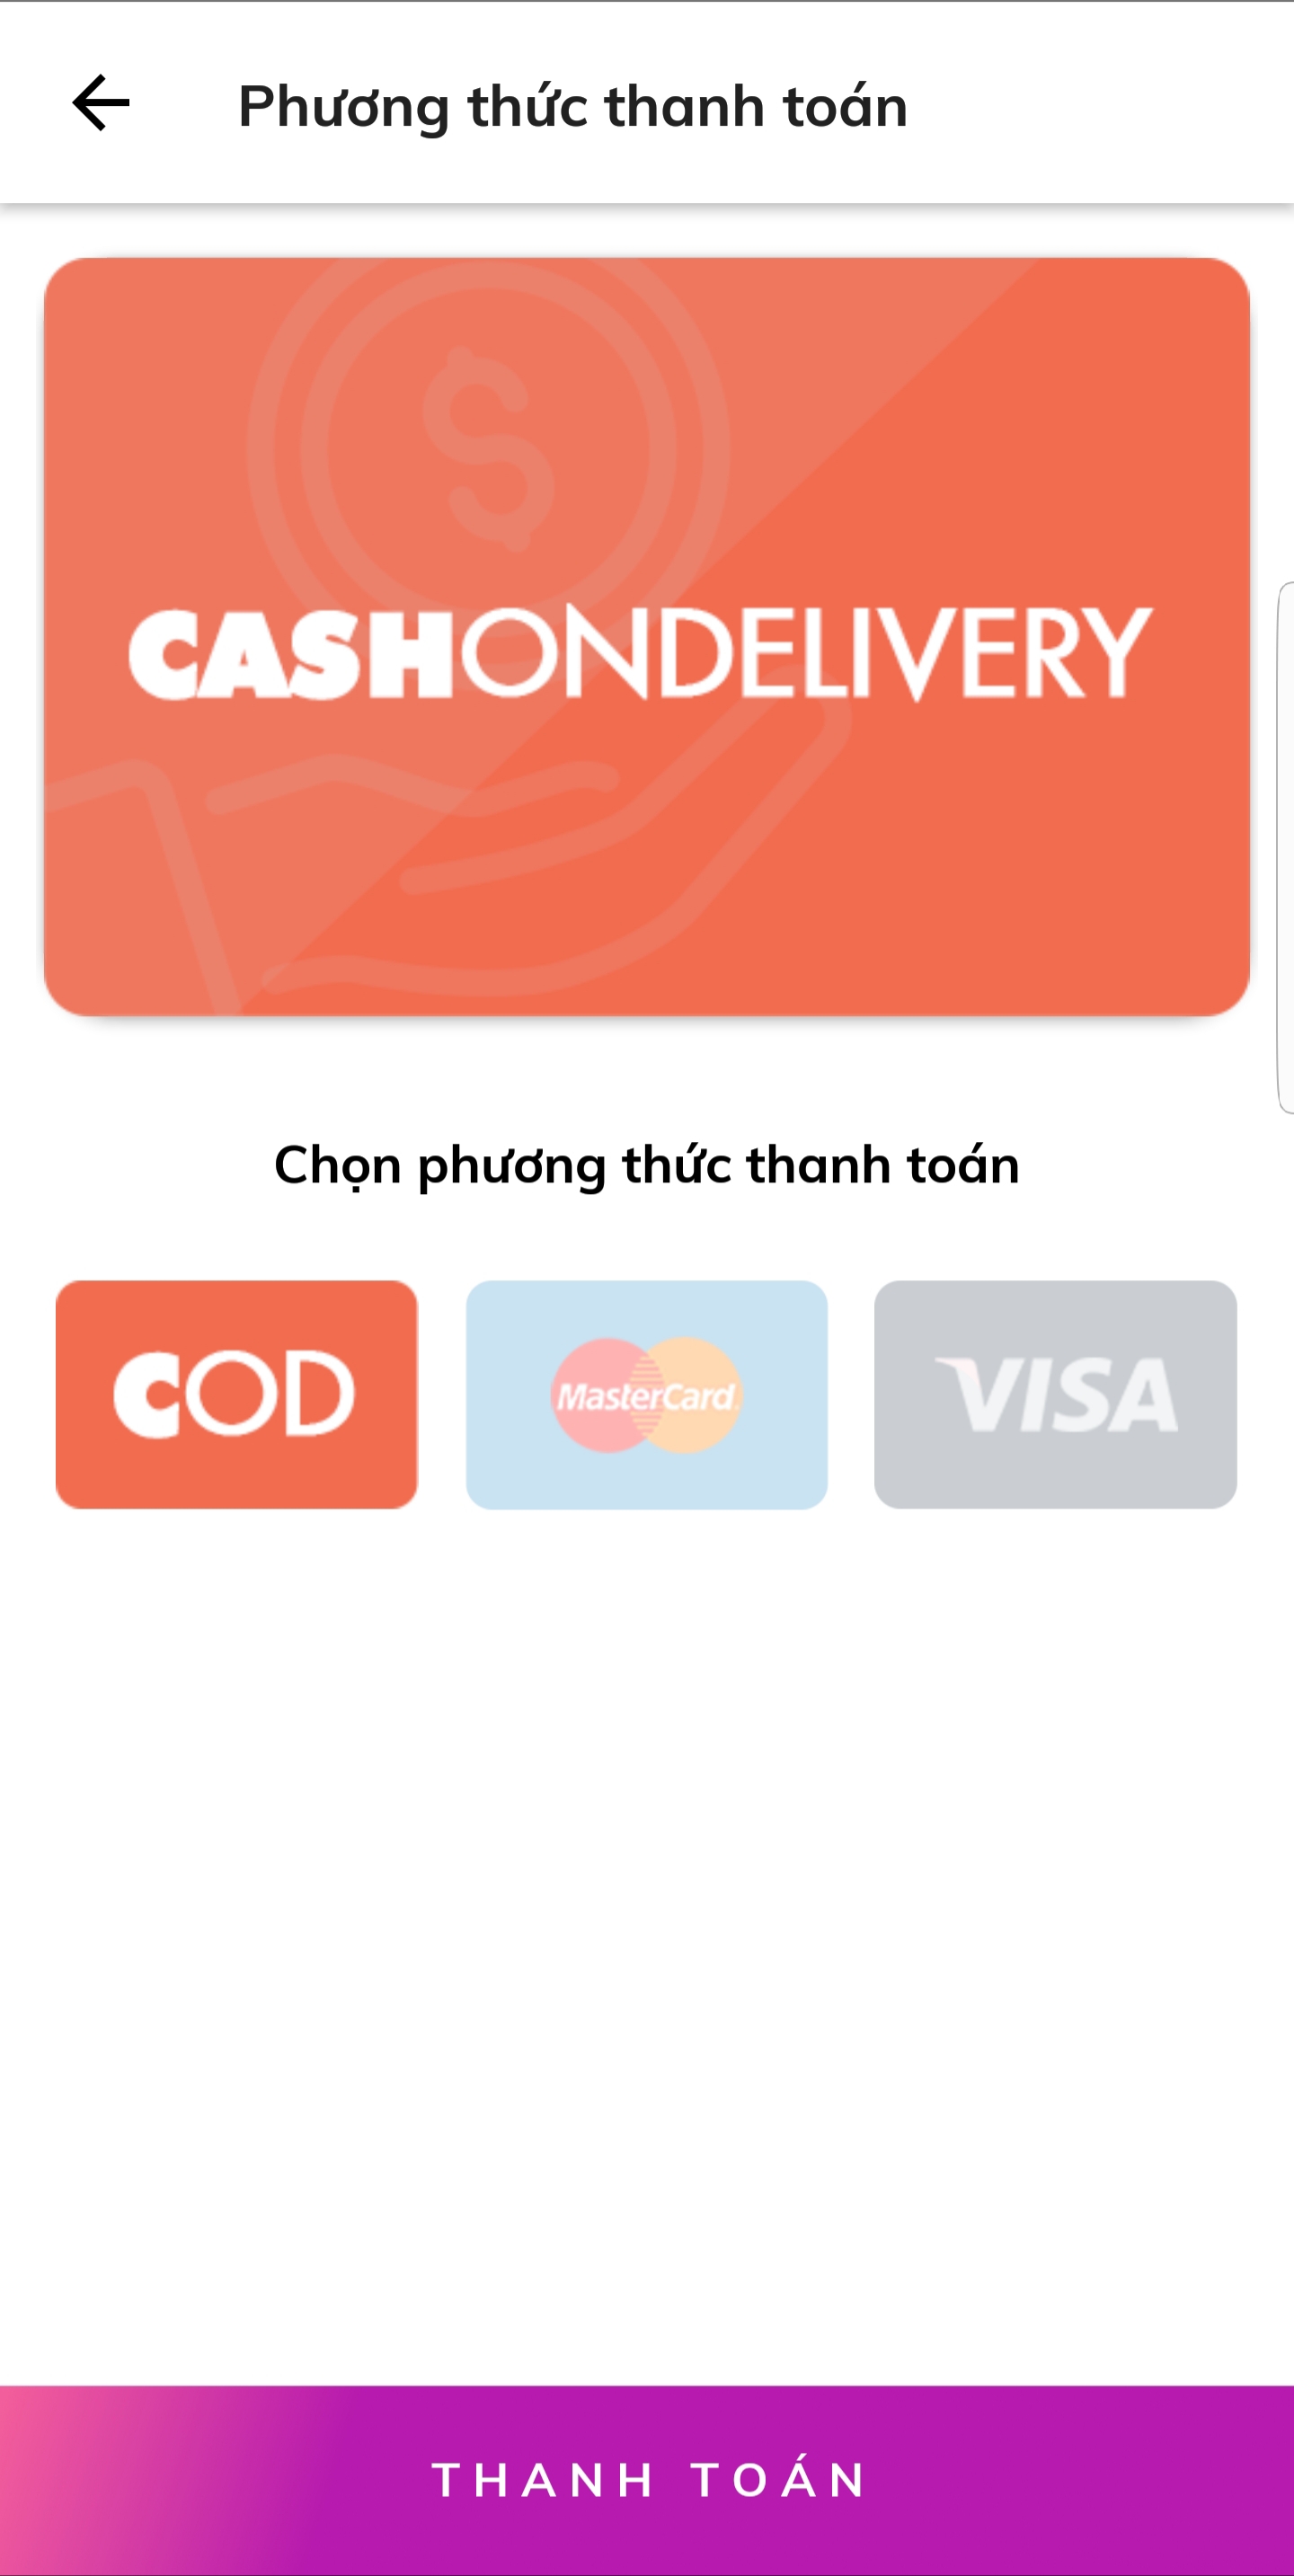 Phương thức thanh toán
CASHONDELIVERY
Chọn phương thức thanh toán
COD
MasterCard
VISA
THANH TOÁN